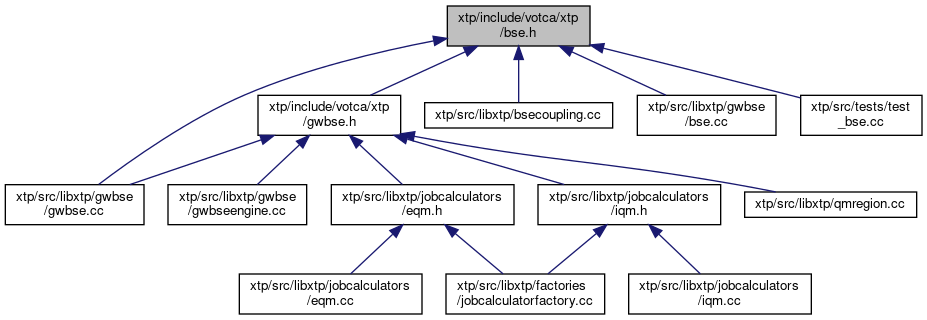 xtp/include/votca/xtp
/bse.h
xtp/include/votca/xtp
/gwbse.h
xtp/src/libxtp/bsecoupling.cc
xtp/src/libxtp/gwbse
/bse.cc
xtp/src/tests/test
_bse.cc
xtp/src/libxtp/gwbse
/gwbse.cc
xtp/src/libxtp/gwbse
/gwbseengine.cc
xtp/src/libxtp/jobcalculators
/eqm.h
xtp/src/libxtp/jobcalculators
/iqm.h
xtp/src/libxtp/qmregion.cc
xtp/src/libxtp/jobcalculators
/eqm.cc
xtp/src/libxtp/factories
/jobcalculatorfactory.cc
xtp/src/libxtp/jobcalculators
/iqm.cc